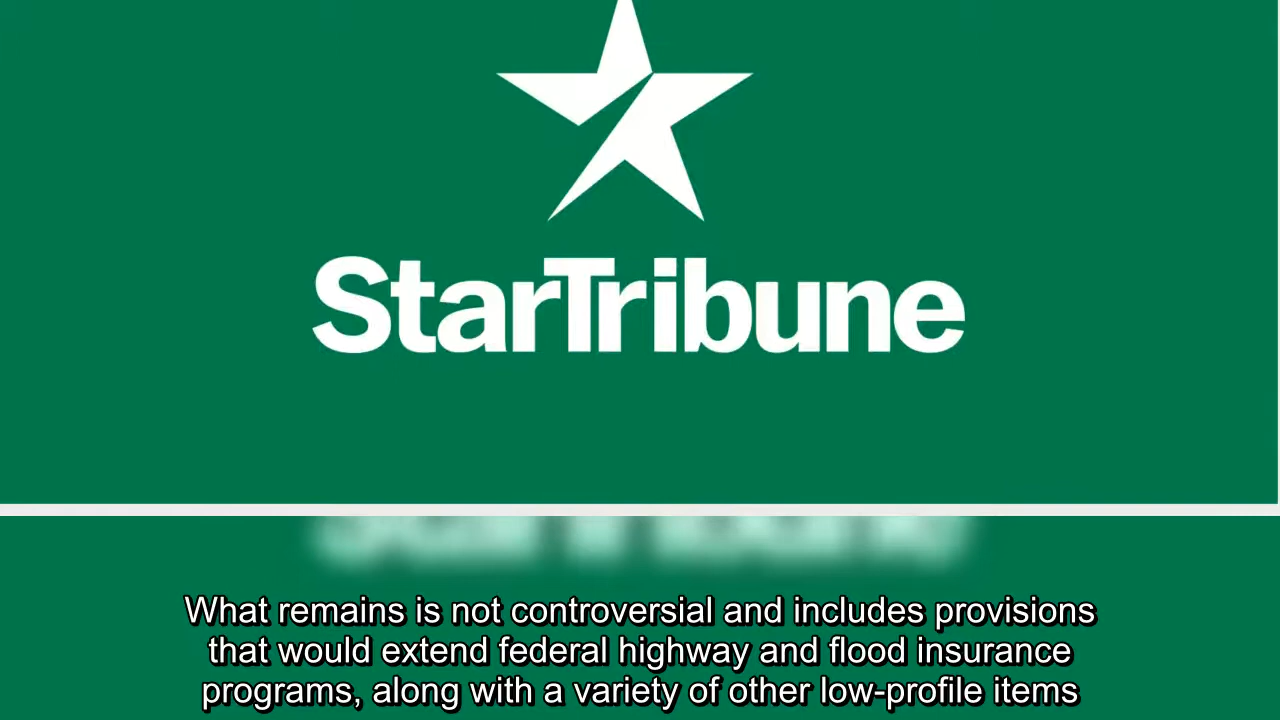 StarTribune
What remains is not controversial and includes provisions
that would extend federal highway and flood insurance
programs, along with a variety of other low-profile items